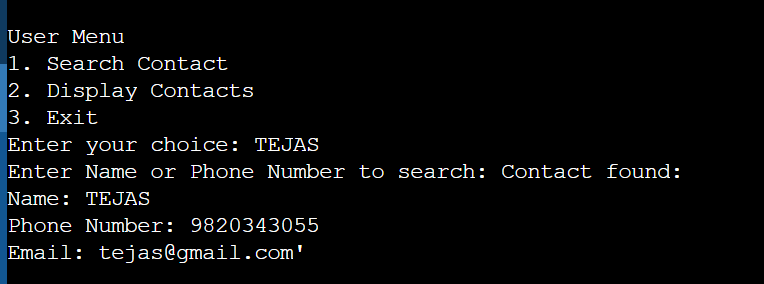 User Menu
1. Search Contact
2. Display Contacts
3. Exit
Enter your choice: TEJAS
Enter Name or Phone Number to search: Contact found:
Name: TEJAS
Phone Number: 9820343055
Email: tejas@gmail.com'